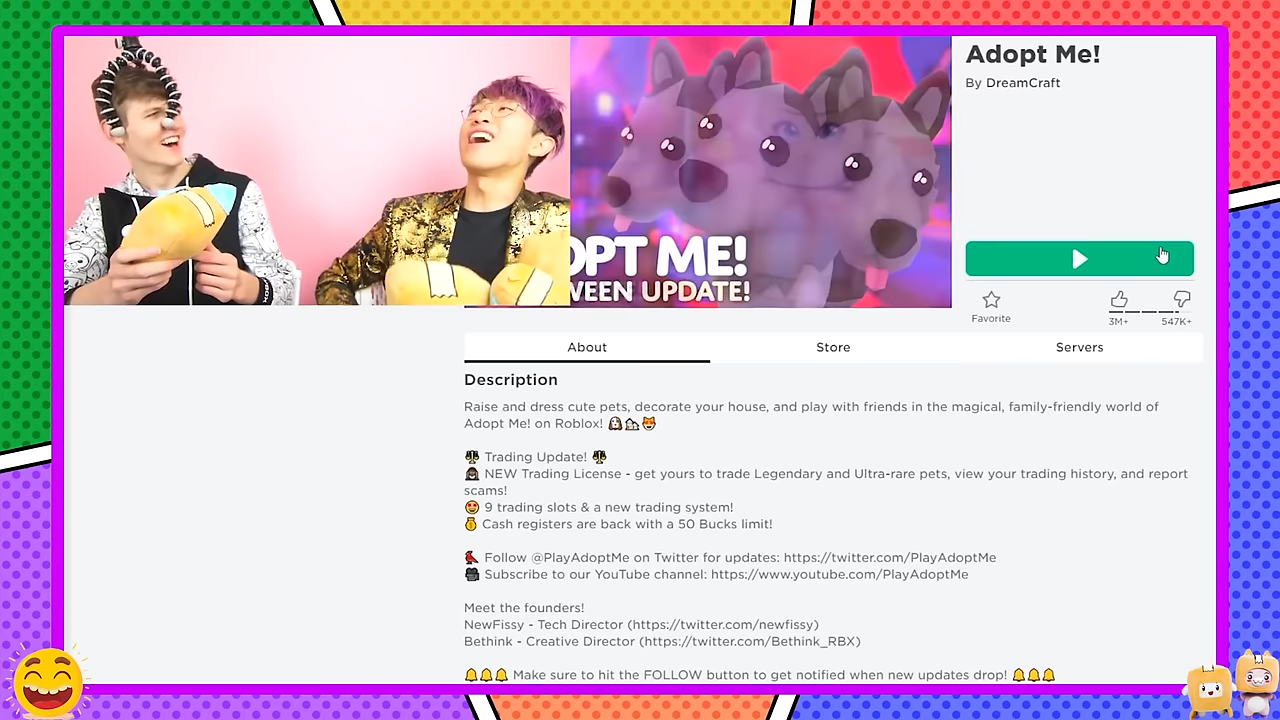 Adopt Me!
By DreamCraft
OPT ME!
WEEN UPDATE!
Favorite
3M+
547K+
About
Store
Servers
Description
Raise and dress cute pets, decorate your house, and play with friends in the magical, family-friendly world of
Adopt Me! on Roblox! 🐶🏘️🦊
Trading Update!
NEW Trading License - get yours to trade Legendary and Ultra-rare pets, view your trading history, and report
scams!
9 trading slots & a new trading system!
Cash registers are back with a 50 Bucks limit!
Follow @PlayAdoptMe on Twitter for updates: https://twitter.com/PlayAdoptMe
Subscribe to our YouTube channel: https://www.youtube.com/PlayAdoptMe
Meet the founders!
NewFissy - Tech Director (https://twitter.com/newfissy)
Bethink - Creative Director (https://twitter.com/Bethink_RBX)
🔔🔔🔔 Make sure to hit the FOLLOW button to get notified when new updates drop! 🔔🔔🔔